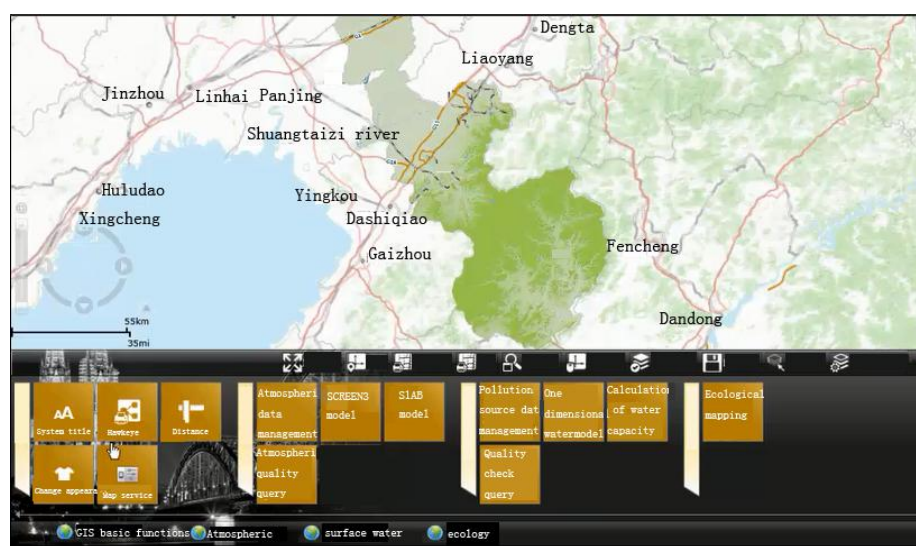 Dengta
Liaoyang
Jinzhou
Linhai Panjing
Shuangtaizi river
Huludao
Yingkou
Xingcheng
Dashiqiao
Gaizhou
Fencheng
Dandong
55km
35mi
AA
System title
Hawkeye
Distance
Change appeara
Map service
Atmospheri
data
management
SCREEN3
model
SlAB
model
Atmospheri
quality
query
Pollution
source dat
management
One
dimensional
watermodel
Calculation
of water
capacity
Quality
check
query
Ecological
mapping
GIS basic functions
Atmospheric
surface water
ecology